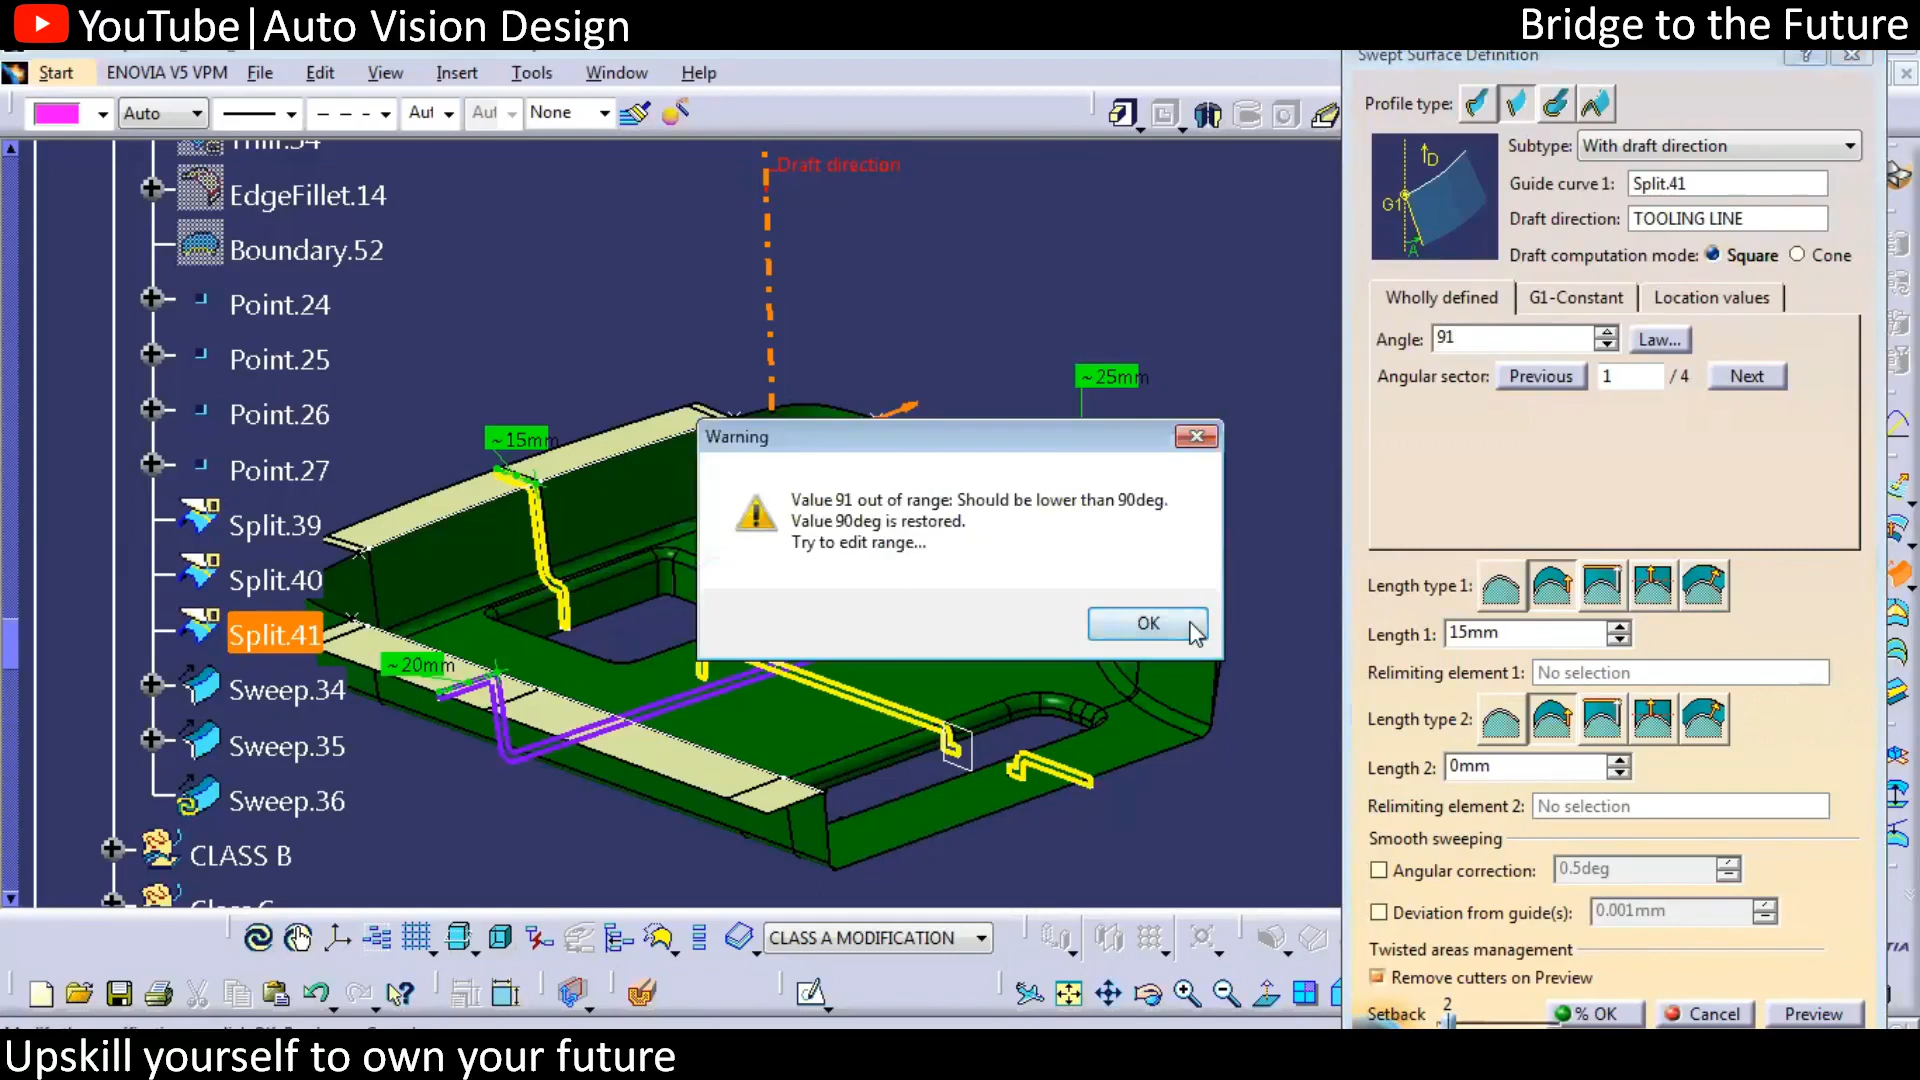 YouTube|Auto Vision Design
Bridge to the Future
Swept Surface Definition
Start
ENOVIA V5 VPM
File
Edit
View
Insert
Tools
Window
Help
Auto
Aut
Aut
None
Profile type:
Subtype:
With draft direction
Guide curve 1:
Split.41
Draft direction:
TOOLING LINE
Draft computation mode:
Square
Cone
D
G1
A
Wholly defined
G1-Constant
Location values
Angle:
91
Law...
Angular sector:
Previous
1
/ 4
Next
Length type 1:
Length 1:
15mm
Relimiting element 1:
No selection
Length type 2:
Length 2:
0mm
Relimiting element 2:
No selection
Smooth sweeping
Angular correction:
0.5deg
Deviation from guide(s):
0.001mm
Twisted areas management
Remove cutters on Preview
Setback
2
% OK
Cancel
Preview
EdgeFillet.14
Boundary.52
Point.24
Point.25
Point.26
Point.27
Split.39
Split.40
Split.41
Sweep.34
Sweep.35
Sweep.36
CLASS B
Draft direction
~25mm
~15mm
~20mm
Warning
Value 91 out of range: Should be lower than 90deg.
Value 90deg is restored.
Try to edit range...
OK
CLASS A MODIFICATION
Upskill yourself to own your future